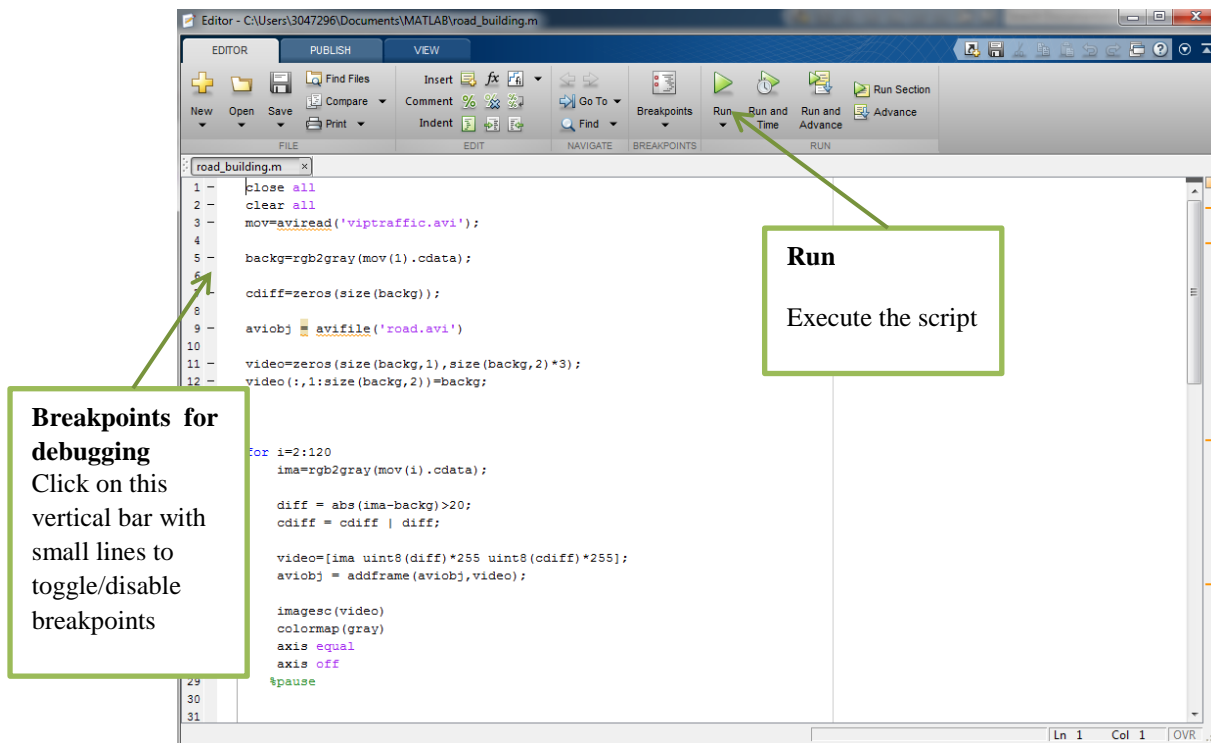 Editor - C:\Users\3047296\Documents\MATLAB\road_building.m
EDITOR PUBLISH VIEW
New Open Save Find Files Compare Print
FILE
Insert fx
Comment %
Indent
EDIT
Go To
Find
NAVIGATE
Breakpoints
BREAKPOINTS
Run Run and Time Run and Advance Run Section Advance
RUN
road_building.m ×
1 – close all
2 – clear all
3 – mov=aviread('viptraffic.avi');
4
5 – backg=rgb2gray(mov(1).cdata);
6
7 – cdiff=zeros(size(backg));
8
9 – aviobj = avifile('road.avi')
10
11 – video=zeros(size(backg,1),size(backg,2)*3);
12 – video(:,1:size(backg,2))=backg;
for i=2:120
ima=rgb2gray(mov(i).cdata);
diff = abs(ima-backg)>20;
cdiff = cdiff | diff;
video=[ima uint8(diff)*255 uint8(cdiff)*255];
aviobj = addframe(aviobj,video);
imagesc(video)
colormap(gray)
axis equal
axis off
29 %pause
30
31
Ln 1 Col 1 OVR
Run
Execute the script
Breakpoints for
debugging
Click on this
vertical bar with
small lines to
toggle/disable
breakpoints